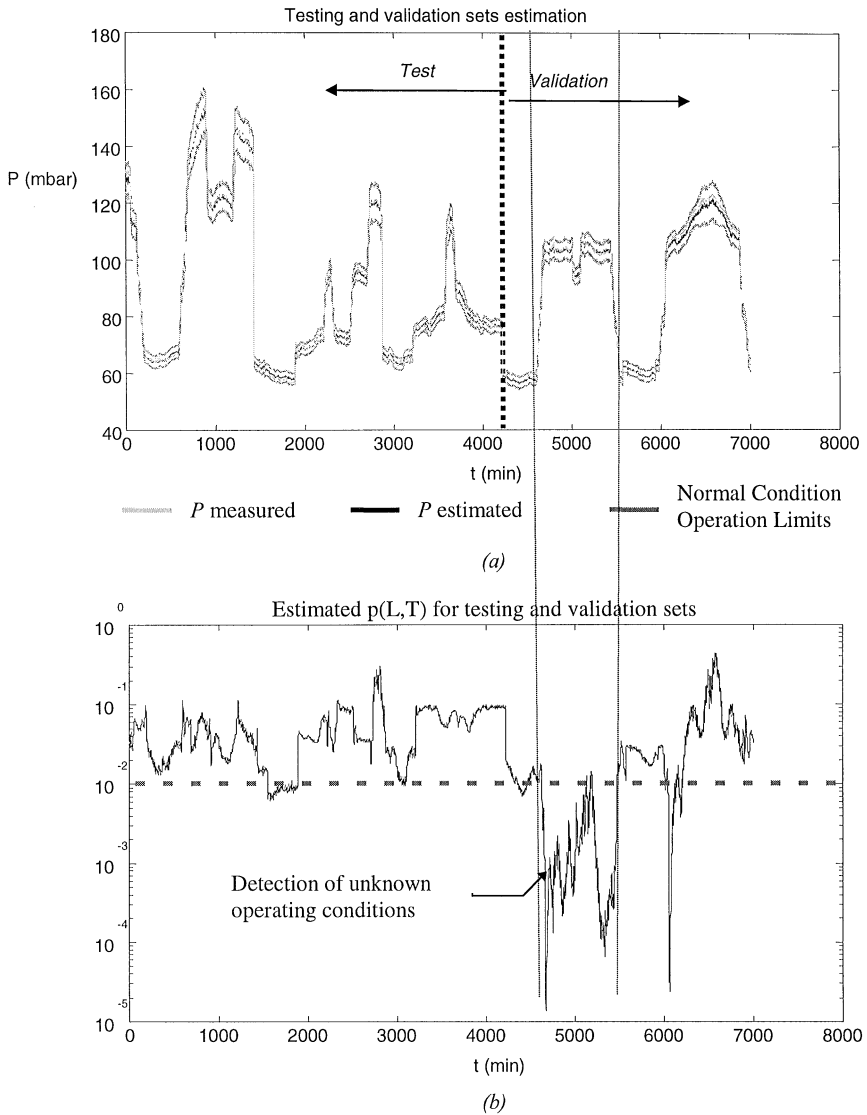 Testing and validation sets estimation
180
160
140
120
100
80
60
40
P (mbar)
Test
Validation
0 1000 2000 3000 4000 5000 6000 7000 8000
t (min)
P measured
P estimated
Normal Condition
Operation Limits
(a)
Estimated p(L,T) for testing and validation sets
10 0
10 -1
10 -2
10 -3
10 -4
10 -5
Detection of unknown
operating conditions
0 1000 2000 3000 4000 5000 6000 7000 8000
t (min)
(b)